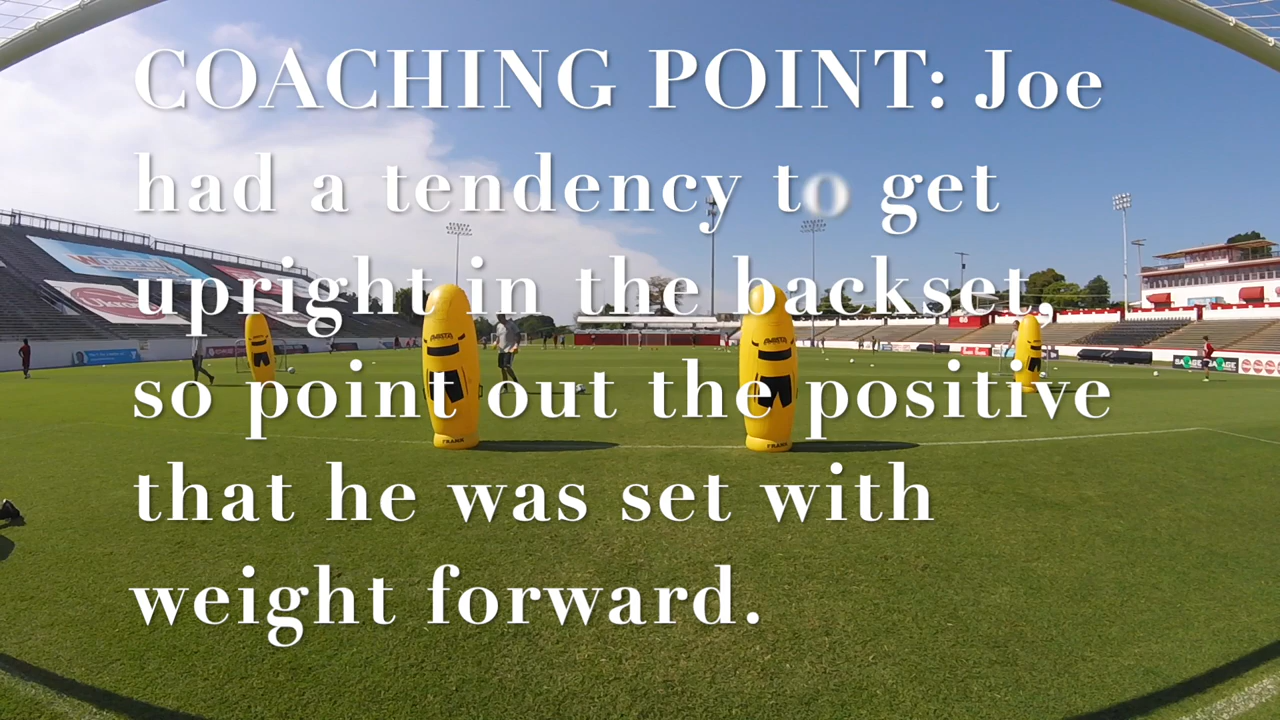 COACHING POINT: Joe
had a tendency to get
upright in the backset,
so point out the positive
that he was set with
weight forward.